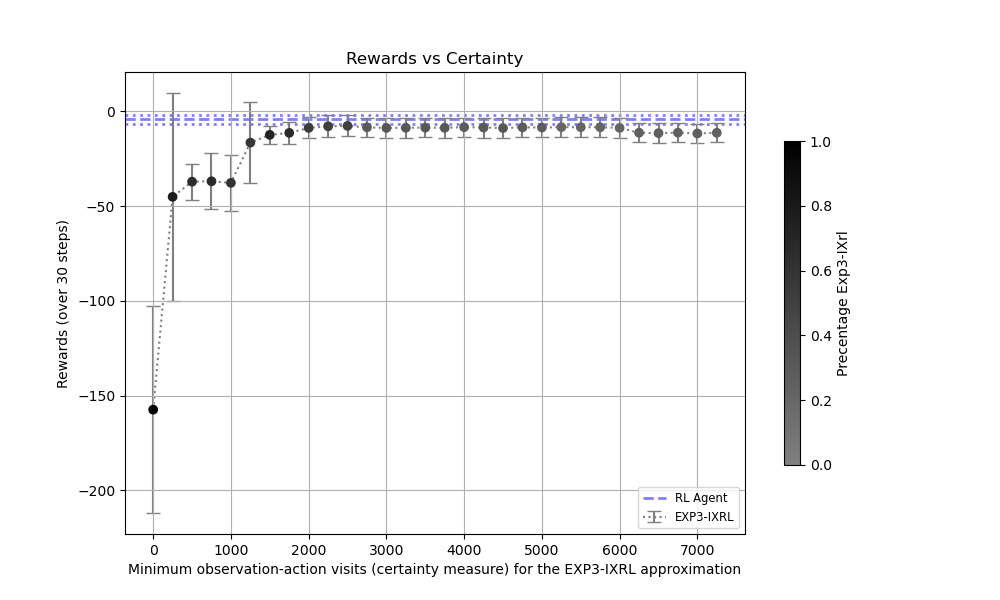 Rewards vs Certainty
Rewards (over 30 steps)
0
−50
−100
−150
−200
0 1000 2000 3000 4000 5000 6000 7000
Minimum observation-action visits (certainty measure) for the EXP3-IXRL approximation
RL Agent
EXP3-IXRL
1.0
0.8
0.6
0.4
0.2
0.0
Precentage Exp3-IXrl